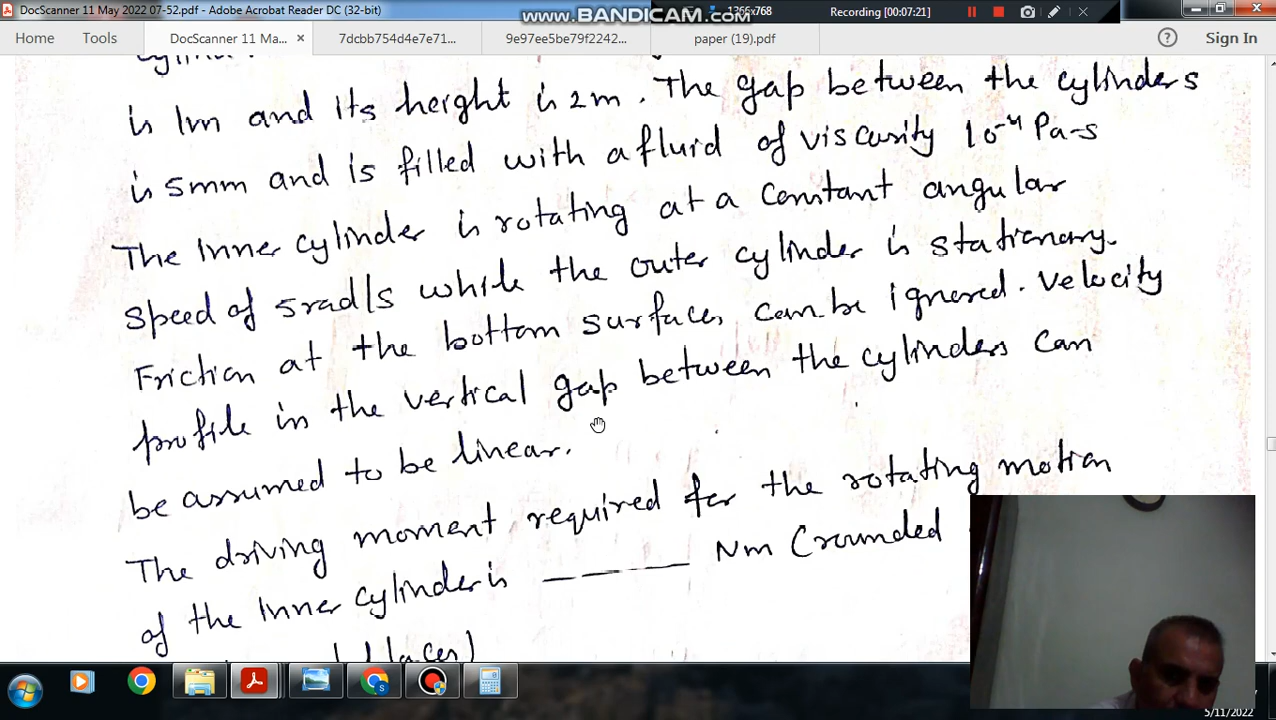 DocScanner 11 May 2022 07-52.pdf - Adobe Acrobat Reader DC (32-bit)
www.BANDICAM.com
1366x768
Recording [00:07:21]
Home Tools DocScanner 11 Ma... × 7dcbb754d4e7e71... 9e97ee5be79f2242... paper (19).pdf Sign In
is 1m and its height is 2m. The gap between the cylinders
is 5mm and is filled with a fluid of viscosity 10-4 Pa-s
The inner cylinder is rotating at a constant angular
speed of 5rad/s while the outer cylinder is stationary.
Friction at the bottom surfaces can be ignored. Velocity
profile in the vertical gap between the cylinders can
be assumed to be linear.
The driving moment required for the rotating motion
of the inner cylinder is ______ Nm (rounded
5/11/2022